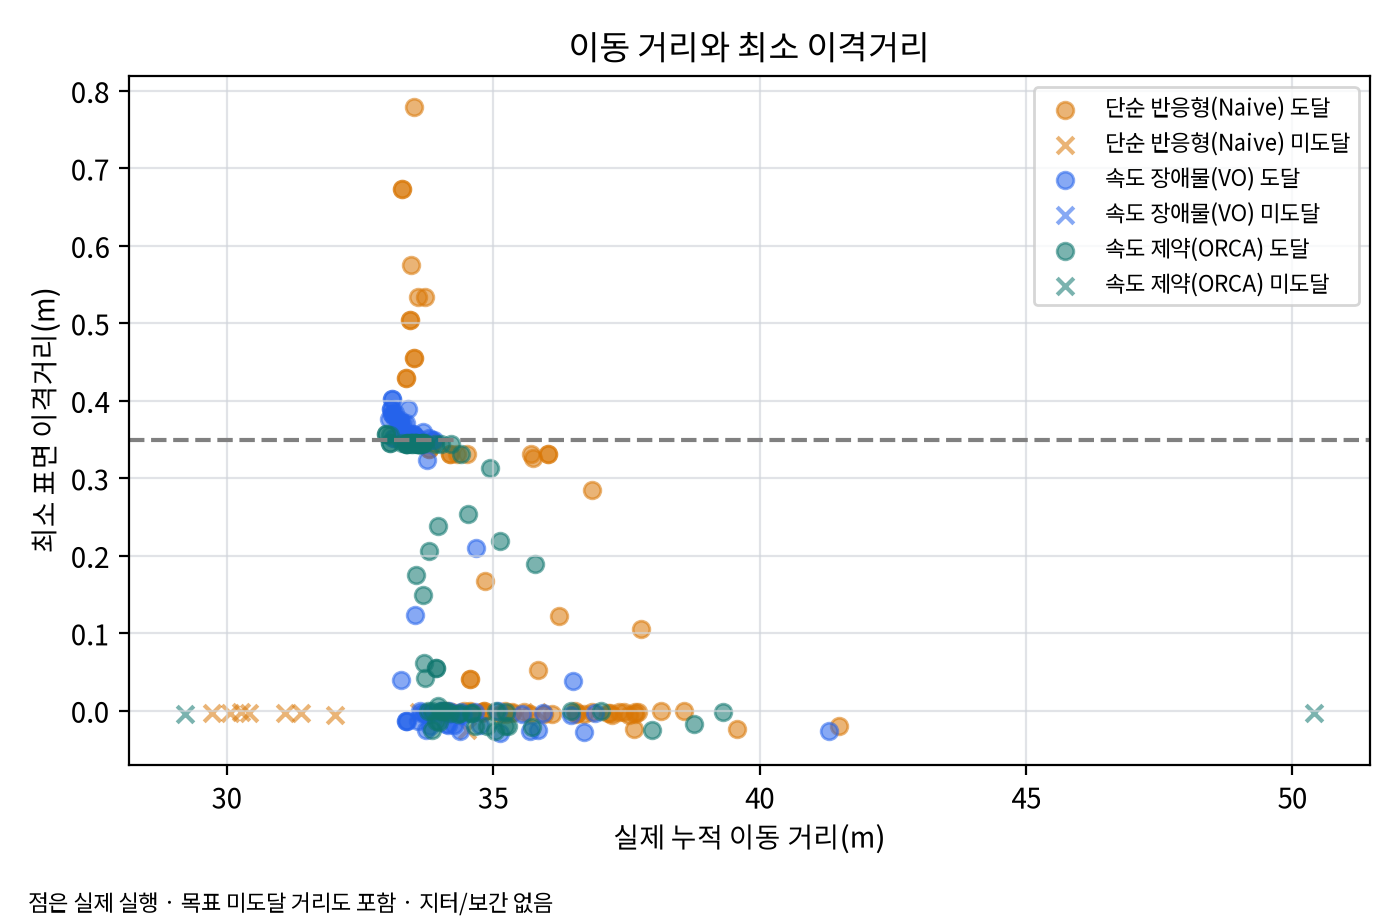 이동 거리와 최소 이격거리
0.8
0.7
0.6
0.5
0.4
0.3
0.2
0.1
0.0
최소 표면 이격거리(m)
단순 반응형(Naive) 도달
단순 반응형(Naive) 미도달
속도 장애물(VO) 도달
속도 장애물(VO) 미도달
속도 제약(ORCA) 도달
속도 제약(ORCA) 미도달
30 35 40 45 50
실제 누적 이동 거리(m)
점은 실제 실행 · 목표 미도달 거리도 포함 · 지터/보간 없음